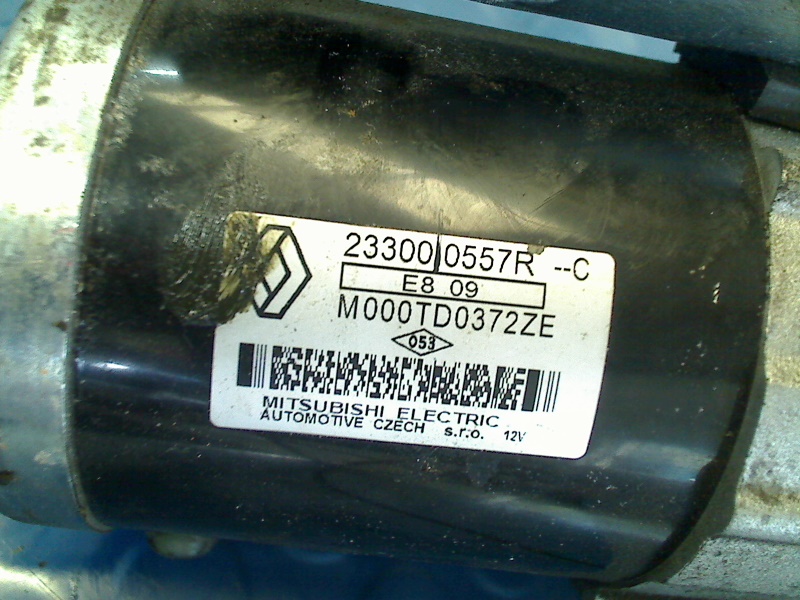 233000557R --C
E8 09
M000TD0372ZE
053
MITSUBISHI ELECTRIC
AUTOMOTIVE CZECH s.r.o. 12V